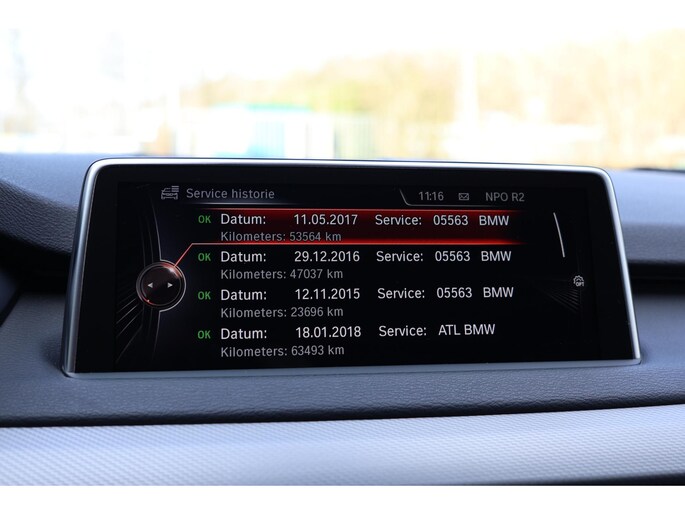 Service historie 11:16 NPO R2
OK Datum: 11.05.2017 Service: 05563 BMW
Kilometers: 53564 km
OK Datum: 29.12.2016 Service: 05563 BMW
Kilometers: 47037 km
OK Datum: 12.11.2015 Service: 05563 BMW
Kilometers: 23696 km
OK Datum: 18.01.2018 Service: ATL BMW
Kilometers: 63493 km
OPT